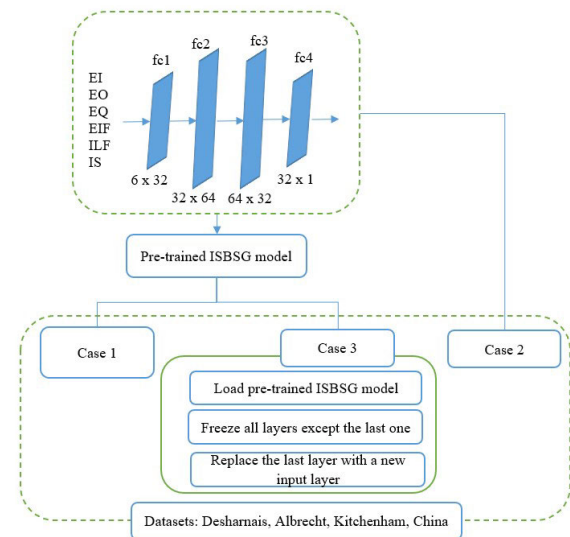 fc1
fc2
fc3
fc4
EI
EO
EQ
EIF
ILF
IS
6 x 32
32 x 64
64 x 32
32 x 1
Pre-trained ISBSG model
Case 1
Case 3
Case 2
Load pre-trained ISBSG model
Freeze all layers except the last one
Replace the last layer with a new
input layer
Datasets: Desharnais, Albrecht, Kitchenham, China